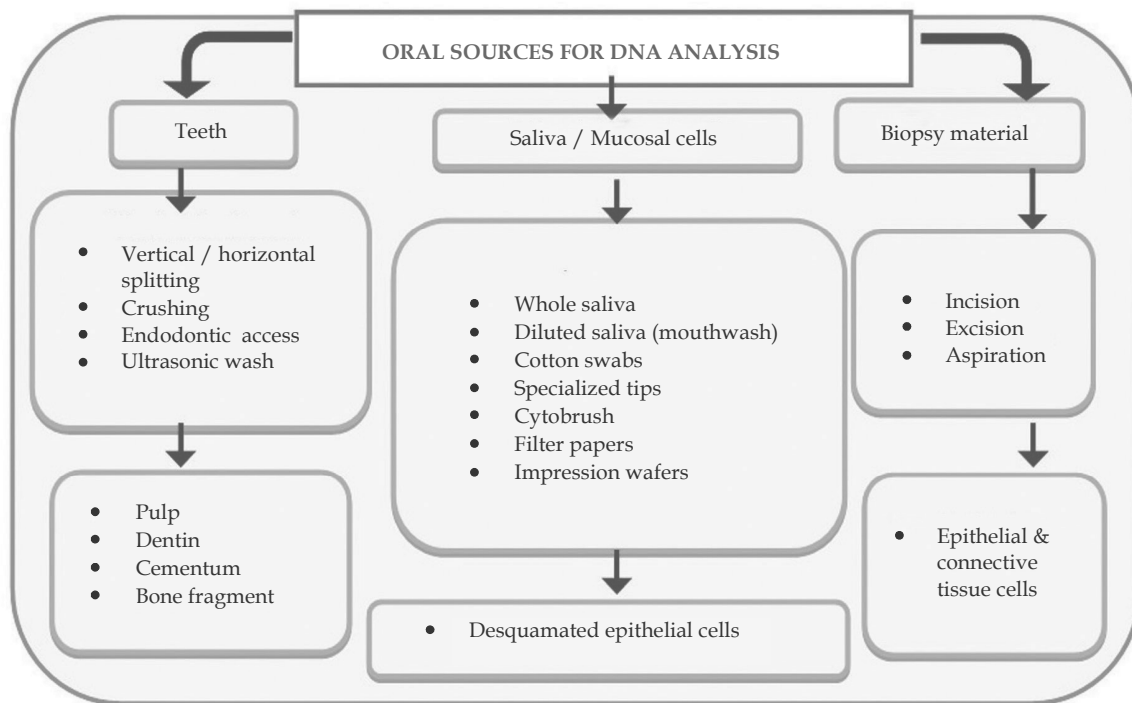 ORAL SOURCES FOR DNA ANALYSIS
Teeth
Saliva / Mucosal cells
Biopsy material
• Vertical / horizontal
splitting
• Crushing
• Endodontic access
• Ultrasonic wash
• Whole saliva
• Diluted saliva (mouthwash)
• Cotton swabs
• Specialized tips
• Cytobrush
• Filter papers
• Impression wafers
• Incision
• Excision
• Aspiration
• Pulp
• Dentin
• Cementum
• Bone fragment
• Desquamated epithelial cells
• Epithelial &
connective
tissue cells